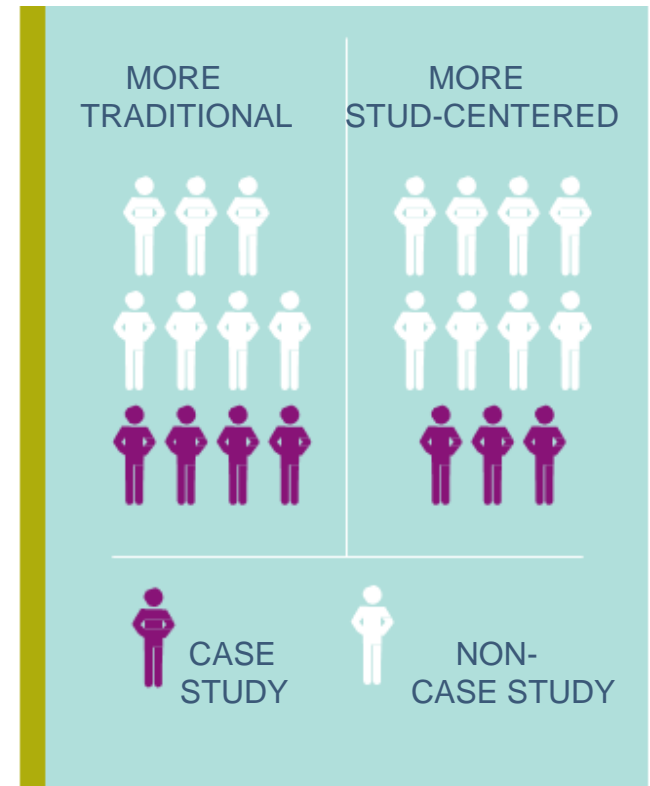 MORE
TRADITIONAL
MORE
STUD-CENTERED
CASE
STUDY
NON-
CASE STUDY